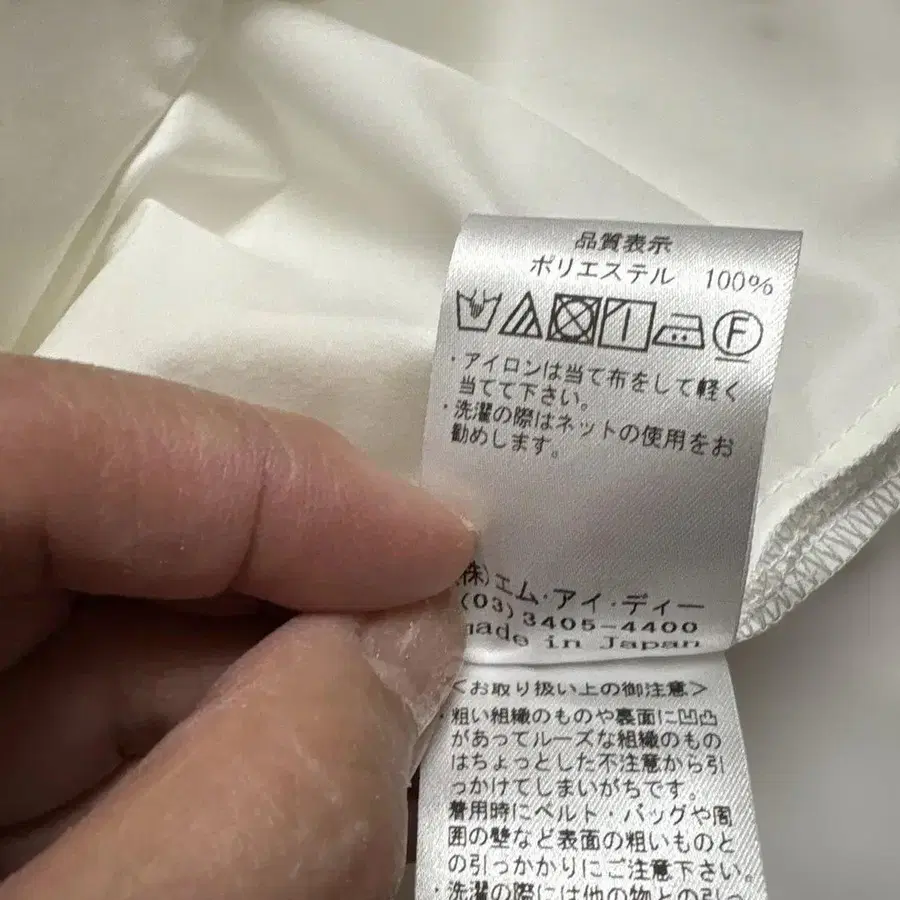 品質表示
ポリエステル 100%
F
・アイロンは当て布をして軽く
当てて下さい。
・洗濯の際はネットの使用をお
勧めします。
(株)エム・アイ・ディー
(03)3405-4400
made in Japan
<お取り扱い上の御注意>
・粗い組織のものや裏面に凹凸
があってルーズな組織のもの
はちょっとした不注意から引
っかけてしまいがちです。
着用時にベルト・バッグや周
囲の壁など表面の粗いものと
の引っかかりにご注意下さい。
・洗濯の際には他の物との引っ